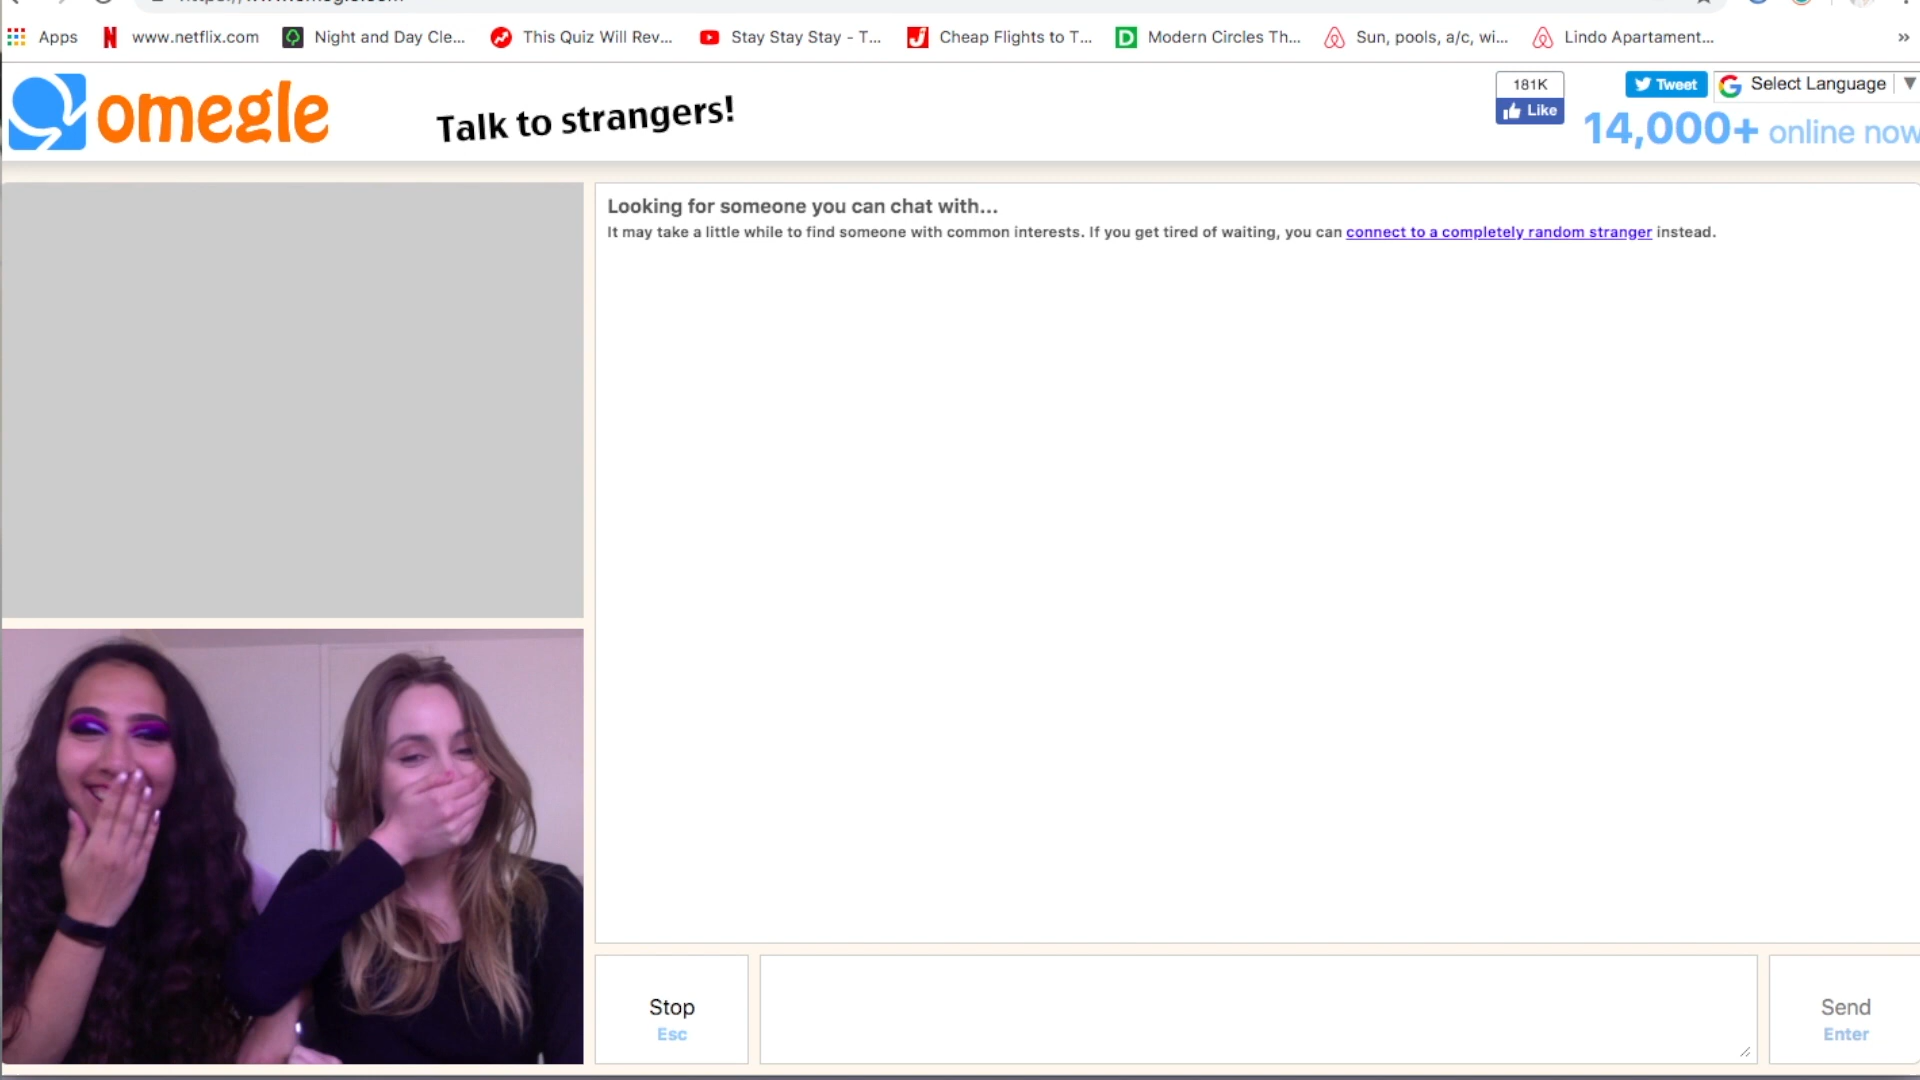 Apps www.netflix.com Night and Day Cle... This Quiz Will Rev... Stay Stay Stay - T... Cheap Flights to T... Modern Circles Th... Sun, pools, a/c, wi... Lindo Apartament... »
omegle
Talk to strangers!
181K
Like
Tweet
Select Language
14,000+ online now
Looking for someone you can chat with...
It may take a little while to find someone with common interests. If you get tired of waiting, you can connect to a completely random stranger instead.
Stop
Esc
Send
Enter